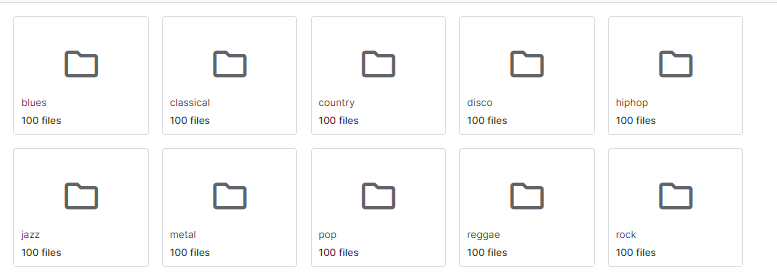 blues
100 files
classical
100 files
country
100 files
disco
100 files
hiphop
100 files
jazz
100 files
metal
100 files
pop
100 files
reggae
100 files
rock
100 files